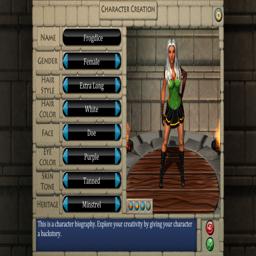 Character Creation
Name
Frogdice
Gender
Female
Hair Style
Extra Long
Hair Color
White
Face
Doe
Eye Color
Purple
Skin Tone
Tanned
Heritage
Minstrel
This is a character biography. Explore your creativity by giving your character
a backstory.